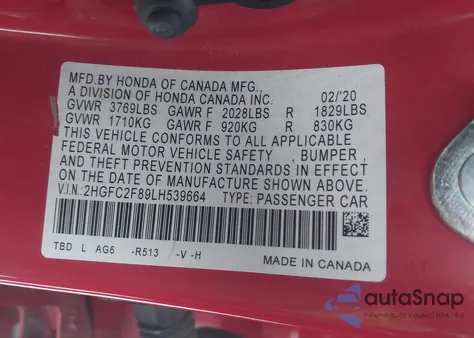 MFD.BY HONDA OF CANADA MFG.,
A DIVISION OF HONDA CANADA INC. 02/'20
GVWR 3769LBS GAWR F 2028LBS R 1829LBS
GVWR 1710KG GAWR F 920KG R 830KG
THIS VEHICLE CONFORMS TO ALL APPLICABLE
FEDERAL MOTOR VEHICLE SAFETY , BUMPER ,
AND THEFT PREVENTION STANDARDS IN EFFECT
ON THE DATE OF MANUFACTURE SHOWN ABOVE.
V.I.N.:2HGFC2F89LH539664 TYPE: PASSENGER CAR
TBD L AG6 -R513 -V -H
MADE IN CANADA
autoSnap